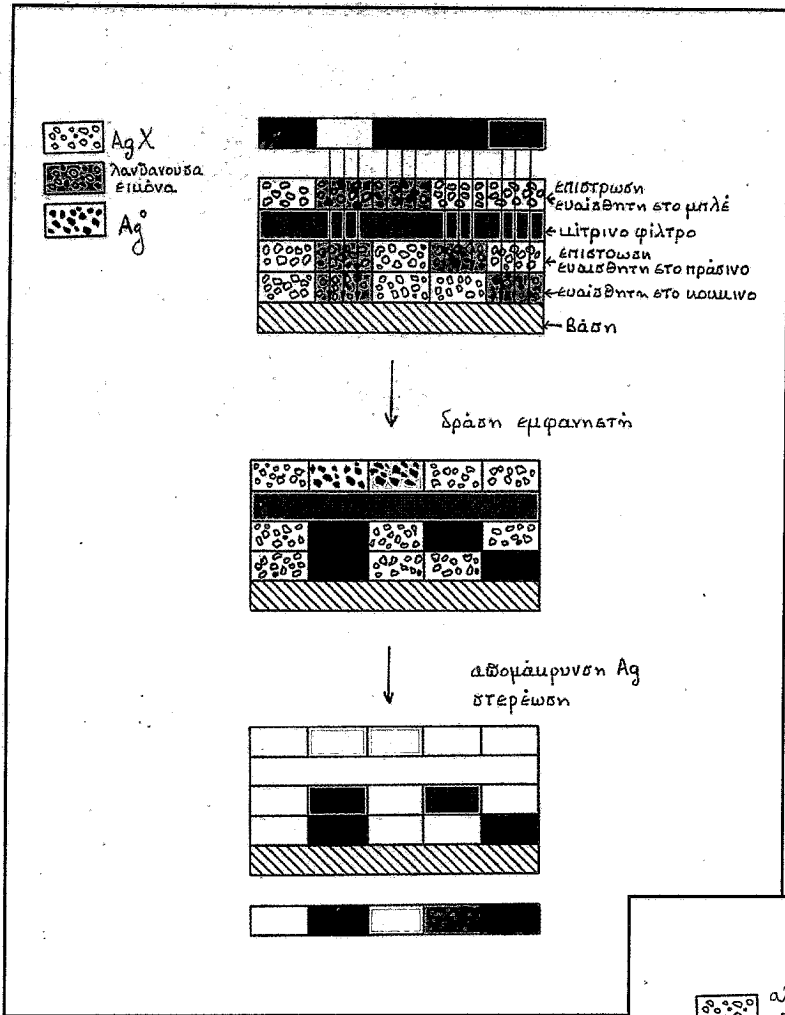 AgX
λανθάνουσα
εικόνα
Ag°
επίστρωση
ευαίσθητη στο μπλέ
κίτρινο φίλτρο
επίστρωση
ευαίσθητη στο πράσινο
ευαίσθητη στο κόκκινο
βάση
δράση εμφανιστή
απομάκρυνση Ag
στερέωση